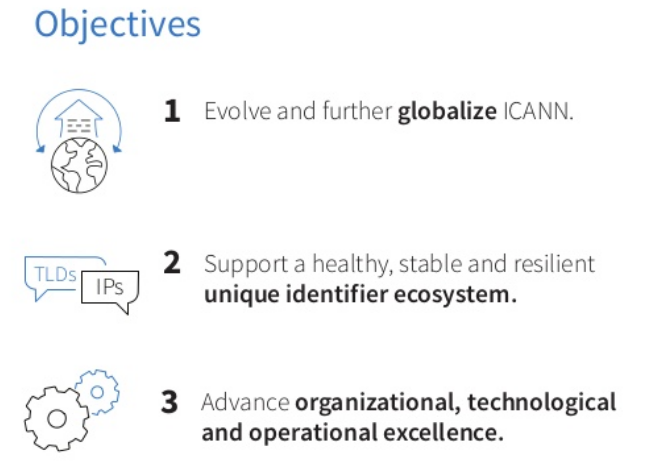 Objectives
1 Evolve and further globalize ICANN.
TLDs
IPs
2 Support a healthy, stable and resilient
unique identifier ecosystem.
3 Advance organizational, technological
and operational excellence.